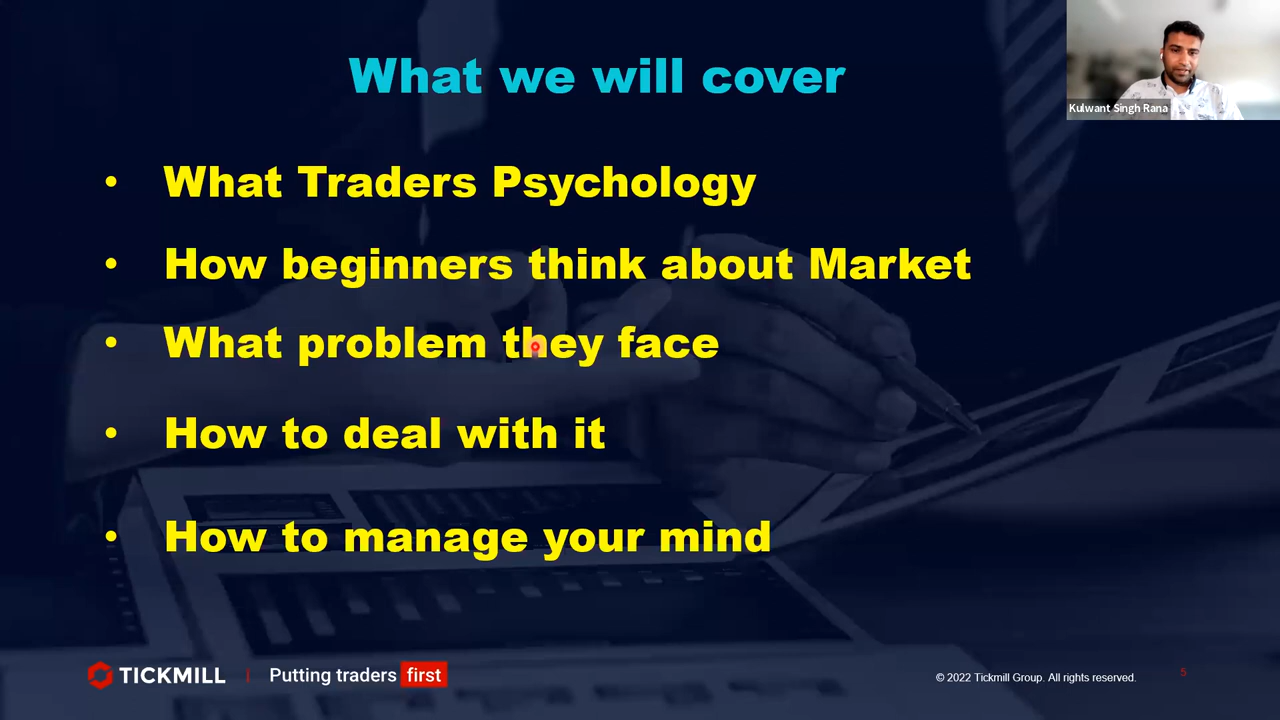 What we will cover
Kulwant Singh Rana
• What Traders Psychology
• How beginners think about Market
• What problem they face
• How to deal with it
• How to manage your mind
TICKMILL | Putting traders first
© 2022 Tickmill Group. All rights reserved.
5